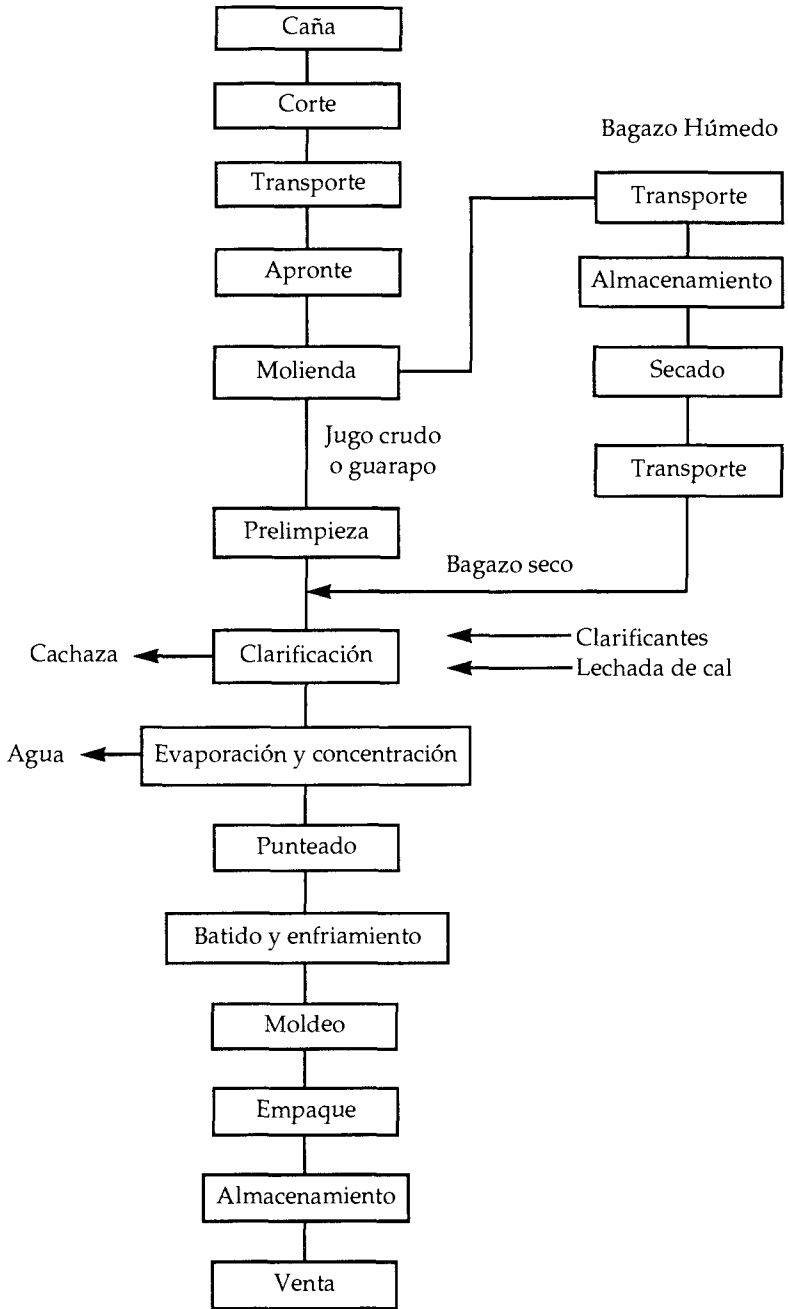 Caña
Corte
Transporte
Apronte
Molienda
Jugo crudo
o guarapo
Prelimpieza
Bagazo Húmedo
Transporte
Almacenamiento
Secado
Transporte
Bagazo seco
Clarificantes
Lechada de cal
Cachaza
Clarificación
Agua
Evaporación y concentración
Punteado
Batido y enfriamiento
Moldeo
Empaque
Almacenamiento
Venta